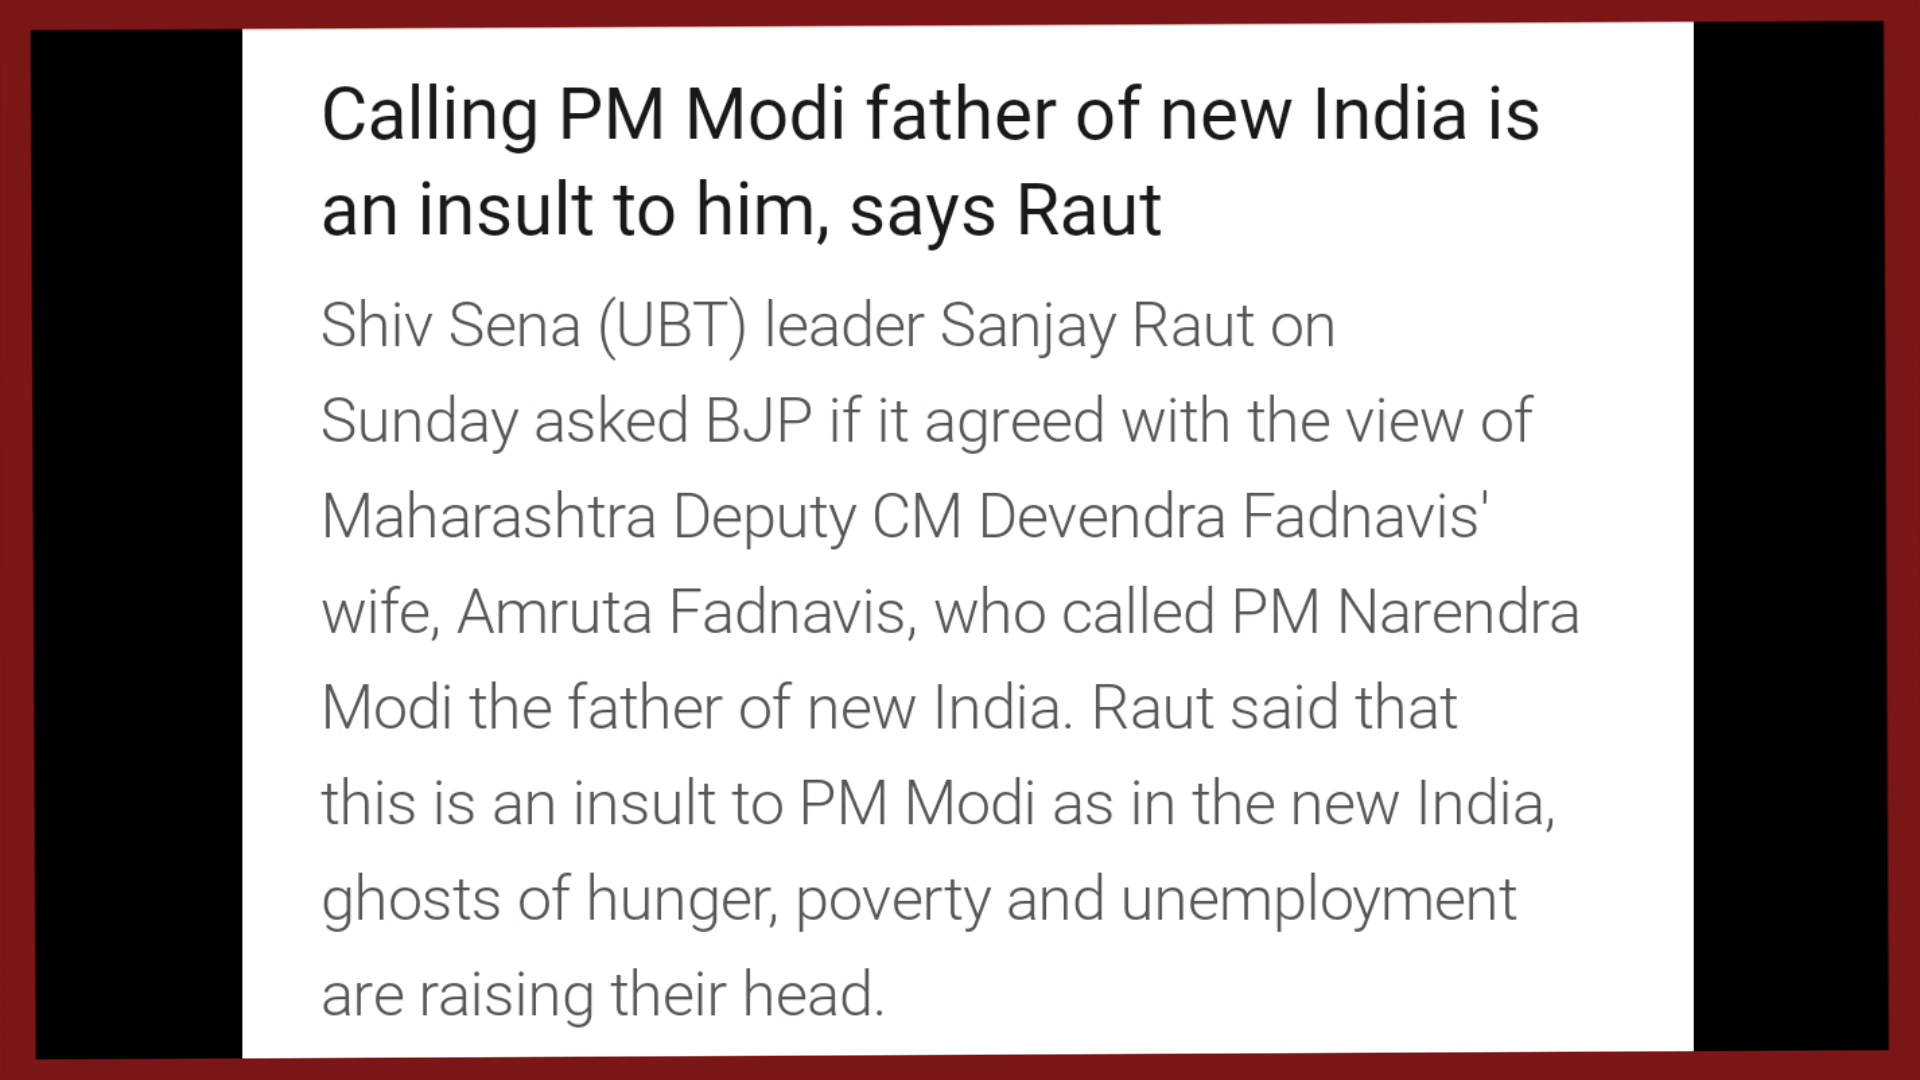 Calling PM Modi father of new India is
an insult to him, says Raut
Shiv Sena (UBT) leader Sanjay Raut on
Sunday asked BJP if it agreed with the view of
Maharashtra Deputy CM Devendra Fadnavis'
wife, Amruta Fadnavis, who called PM Narendra
Modi the father of new India. Raut said that
this is an insult to PM Modi as in the new India,
ghosts of hunger, poverty and unemployment
are raising their head.